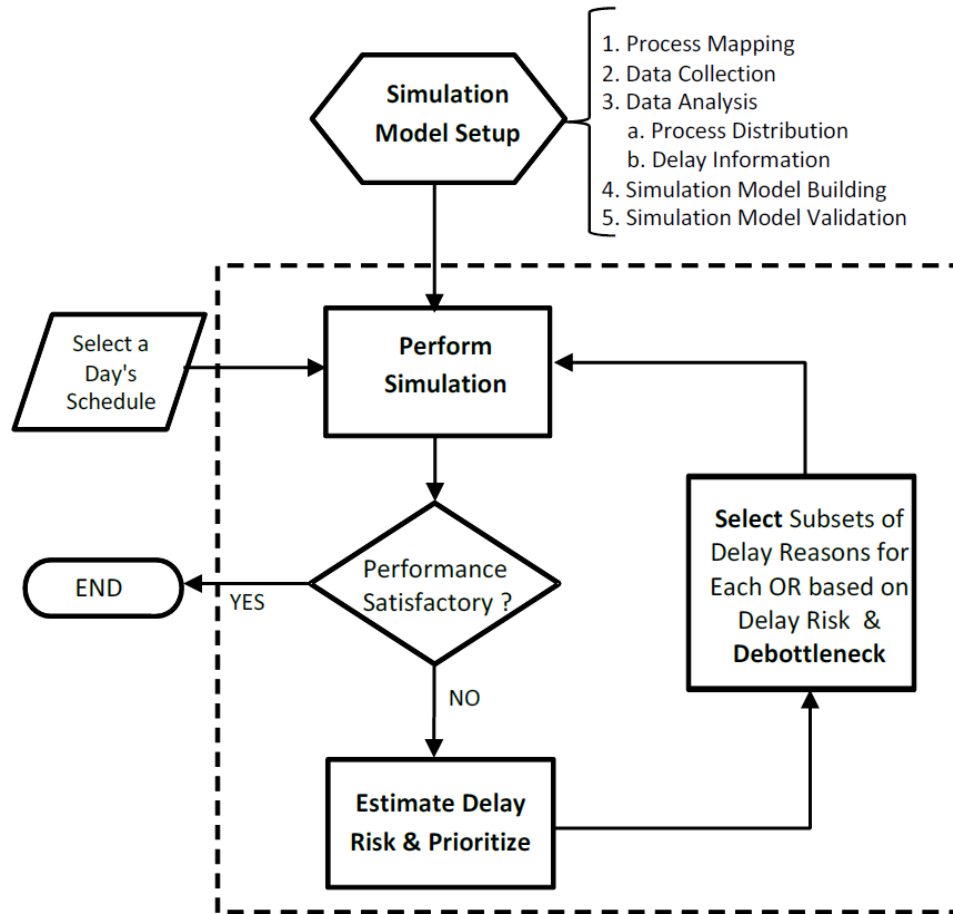 Simulation
Model Setup
1. Process Mapping
2. Data Collection
3. Data Analysis
a. Process Distribution
b. Delay Information
4. Simulation Model Building
5. Simulation Model Validation
Select a
Day's
Schedule
Perform
Simulation
Performance
Satisfactory ?
YES
END
NO
Estimate Delay
Risk & Prioritize
Select Subsets of
Delay Reasons for
Each OR based on
Delay Risk &
Debottleneck